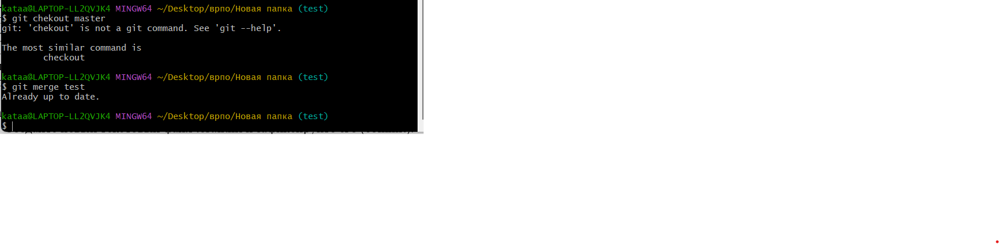 kataa@LAPTOP-LL2QVJK4 MINGW64 ~/Desktop/врпо/Новая папка (test)
$ git chekout master
git: 'chekout' is not a git command. See 'git --help'.
The most similar command is
checkout
kataa@LAPTOP-LL2QVJK4 MINGW64 ~/Desktop/врпо/Новая папка (test)
$ git merge test
Already up to date.
kataa@LAPTOP-LL2QVJK4 MINGW64 ~/Desktop/врпо/Новая папка (test)
$